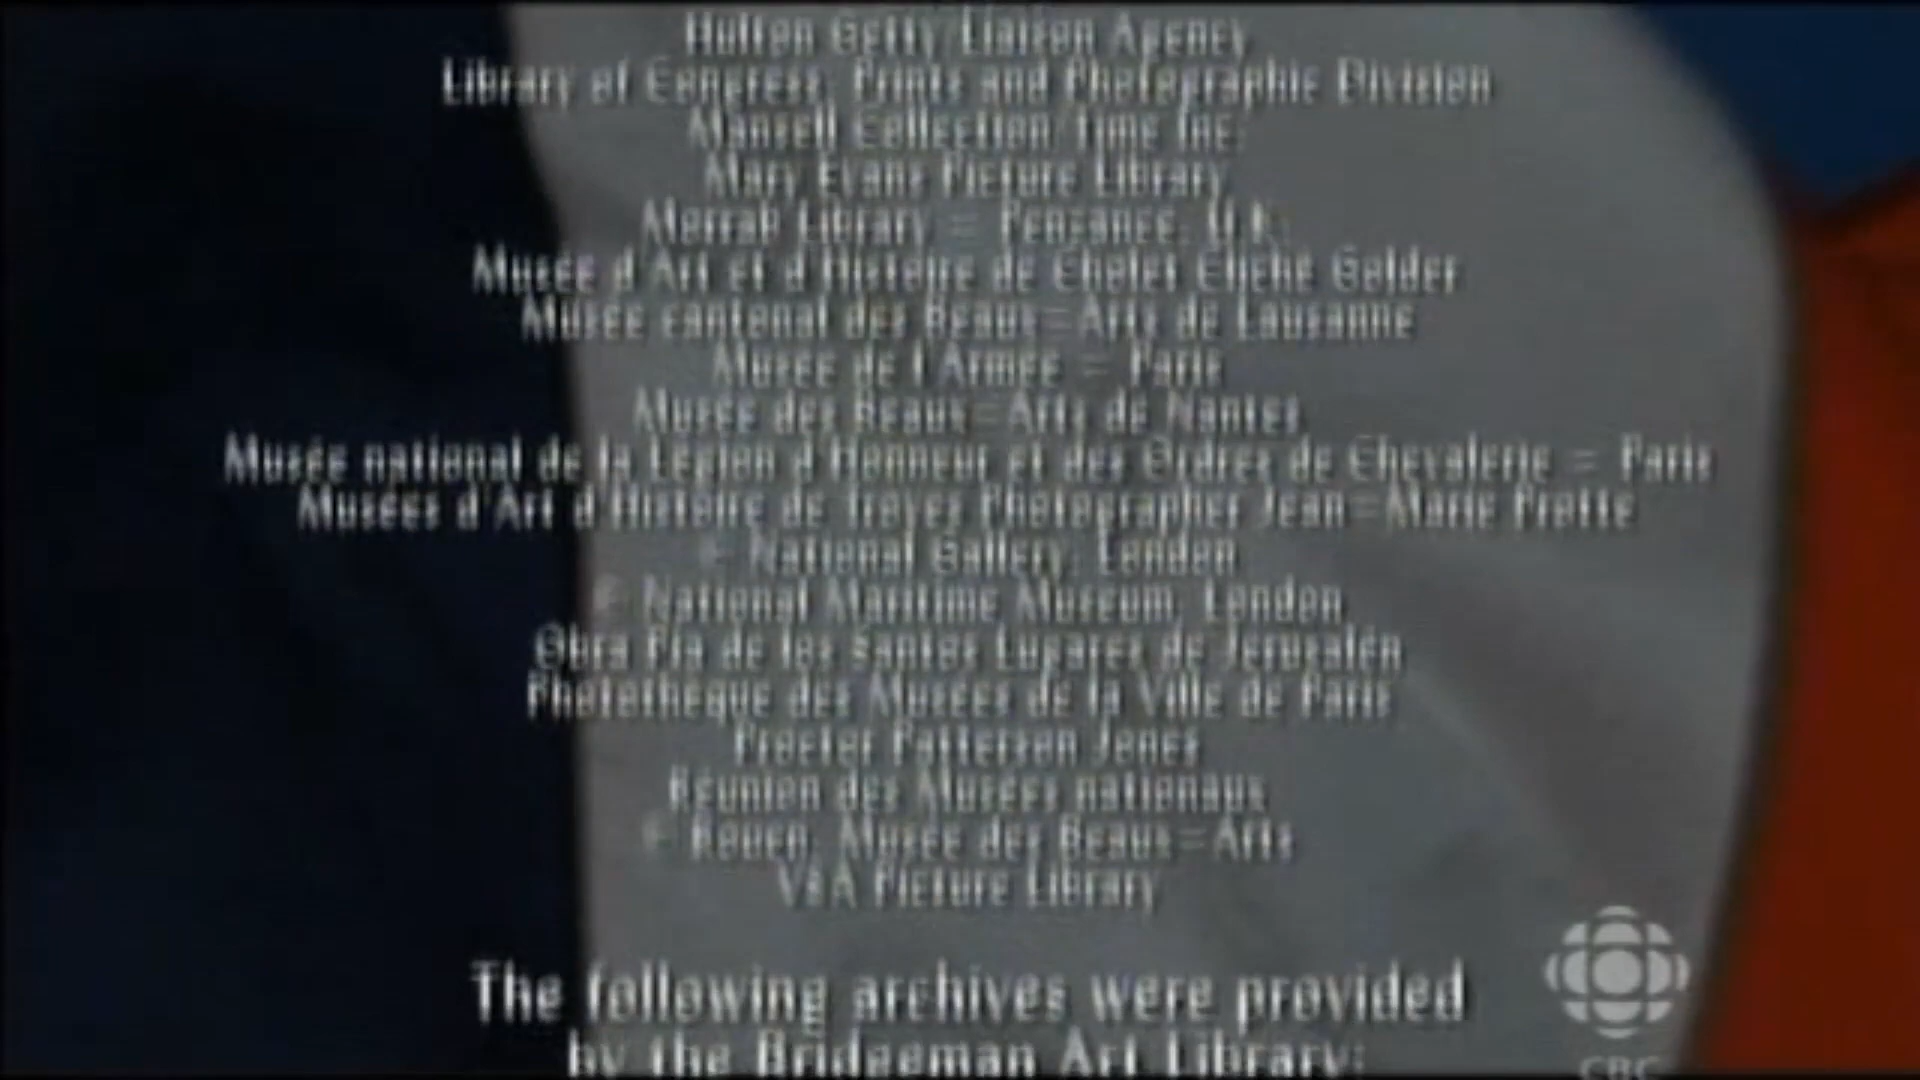 Hulton Getty Liaison Agency
Library of Congress, Prints and Photographic Division
Mansell Collection Time Inc.
Mary Evans Picture Library
Morrab Library - Penzance, U.K.
Musée d'Art et d'Histoire de Cholet Cliché Golder
Musée cantonal des Beaux-Arts de Lausanne
Musée de l'Armée - Paris
Musée des Beaux-Arts de Nantes
Musée national de la Légion d'Honneur et des Ordres de Chevalerie - Paris
Musées d'Art d'Histoire de Troyes Photographer Jean-Marie Protte
© National Gallery, London
© National Maritime Museum, London
Obra Pia de los Santos Lugares de Jerusalén
Photothèque des Musées de la Ville de Paris
Proctor Patterson Jones
Réunion des Musées nationaux
© Rouen, Musée des Beaux-Arts
V&A Picture Library
The following archives were provided
by the Bridgeman Art Library:
CBC